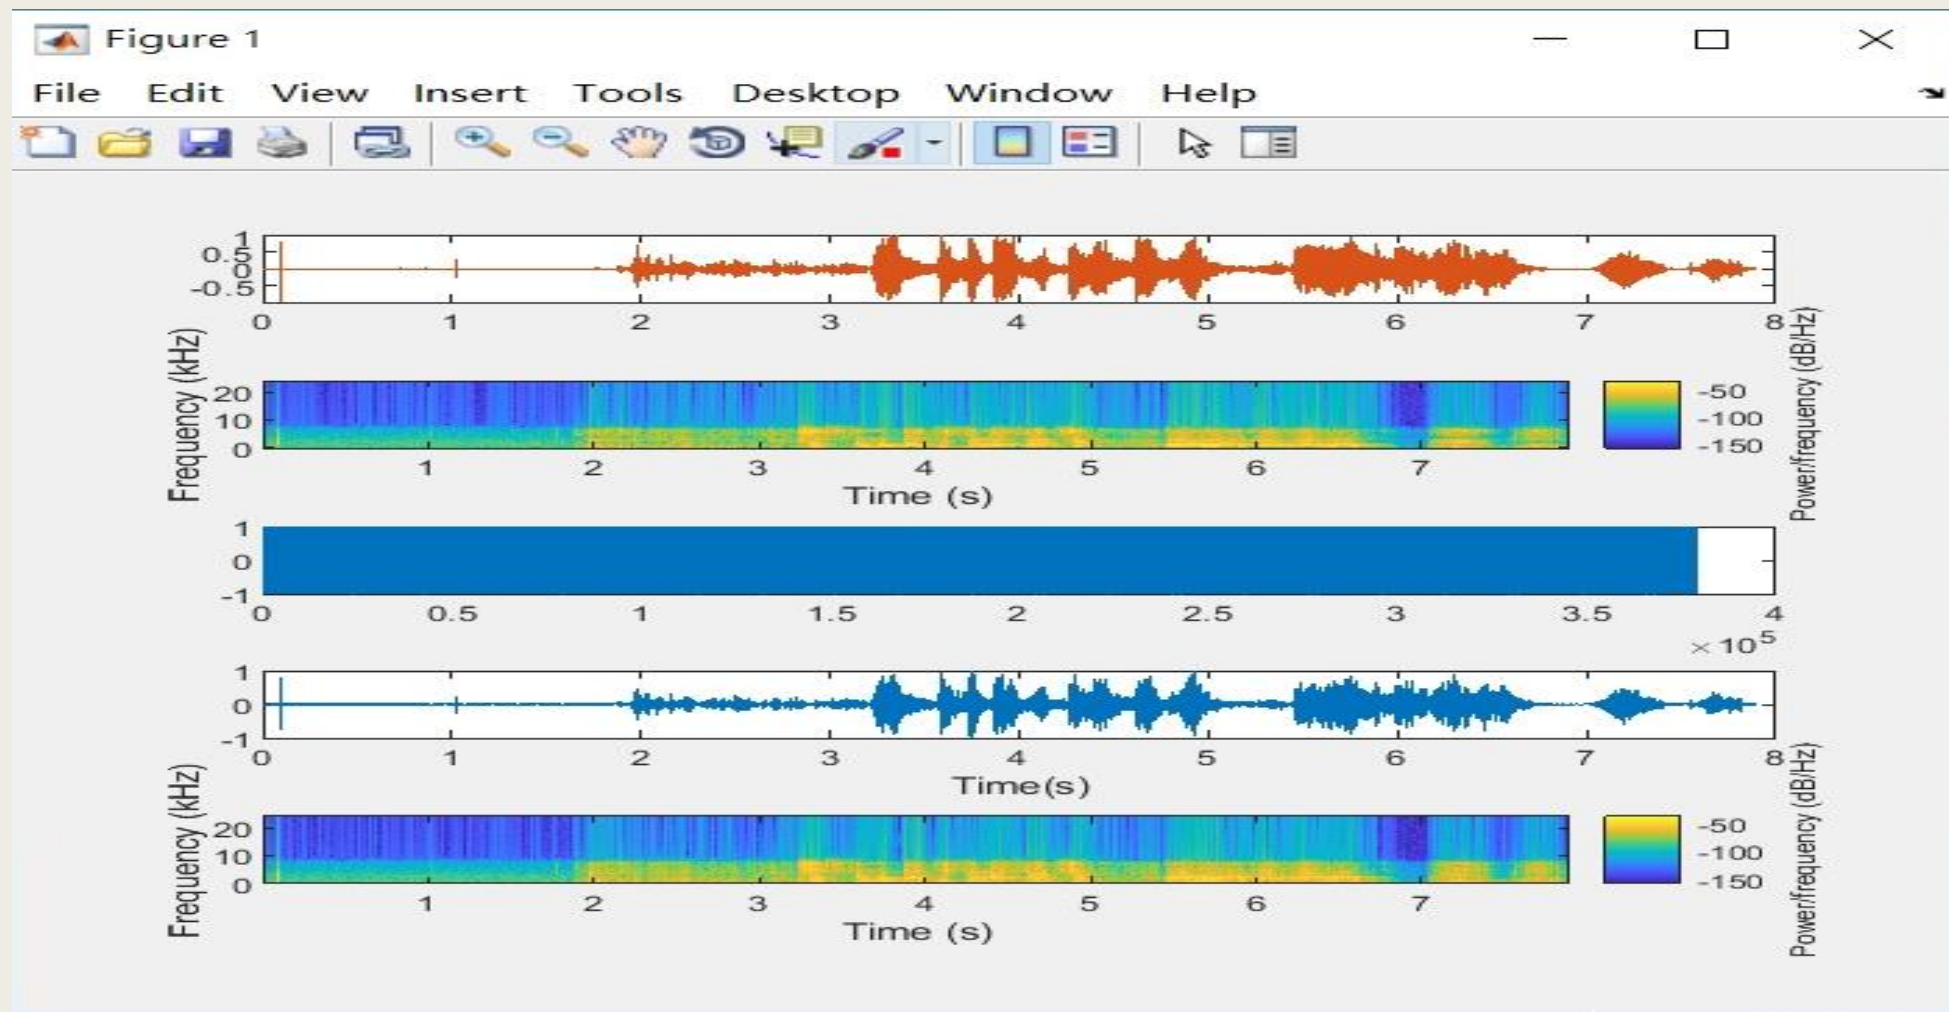 Figure 1
File Edit View Insert Tools Desktop Window Help
1
0.5
0
-0.5
0 1 2 3 4 5 6 7 8
Frequency (kHz)
20
10
0
1 2 3 4 5 6 7
Time (s)
-50
-100
-150
Power/frequency (dB/Hz)
1
0
-1
0 0.5 1 1.5 2 2.5 3 3.5 4
× 10⁵
1
0
-1
0 1 2 3 4 5 6 7 8
Time(s)
Frequency (kHz)
20
10
0
1 2 3 4 5 6 7
Time (s)
-50
-100
-150
Power/frequency (dB/Hz)